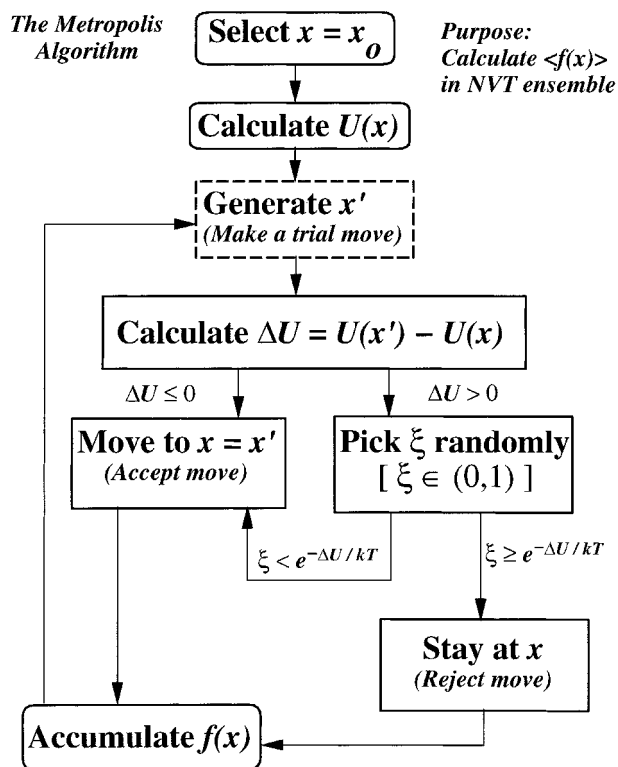 The Metropolis
Algorithm
Select x = x₀
Purpose:
Calculate <f(x)>
in NVT ensemble
Calculate U(x)
Generate x'
(Make a trial move)
Calculate ΔU = U(x') – U(x)
ΔU ≤ 0
ΔU > 0
Move to x = x'
(Accept move)
Pick ξ randomly
[ ξ ∈ (0,1) ]
ξ < e^{–ΔU / kT}
ξ ≥ e^{–ΔU / kT}
Stay at x
(Reject move)
Accumulate f(x)